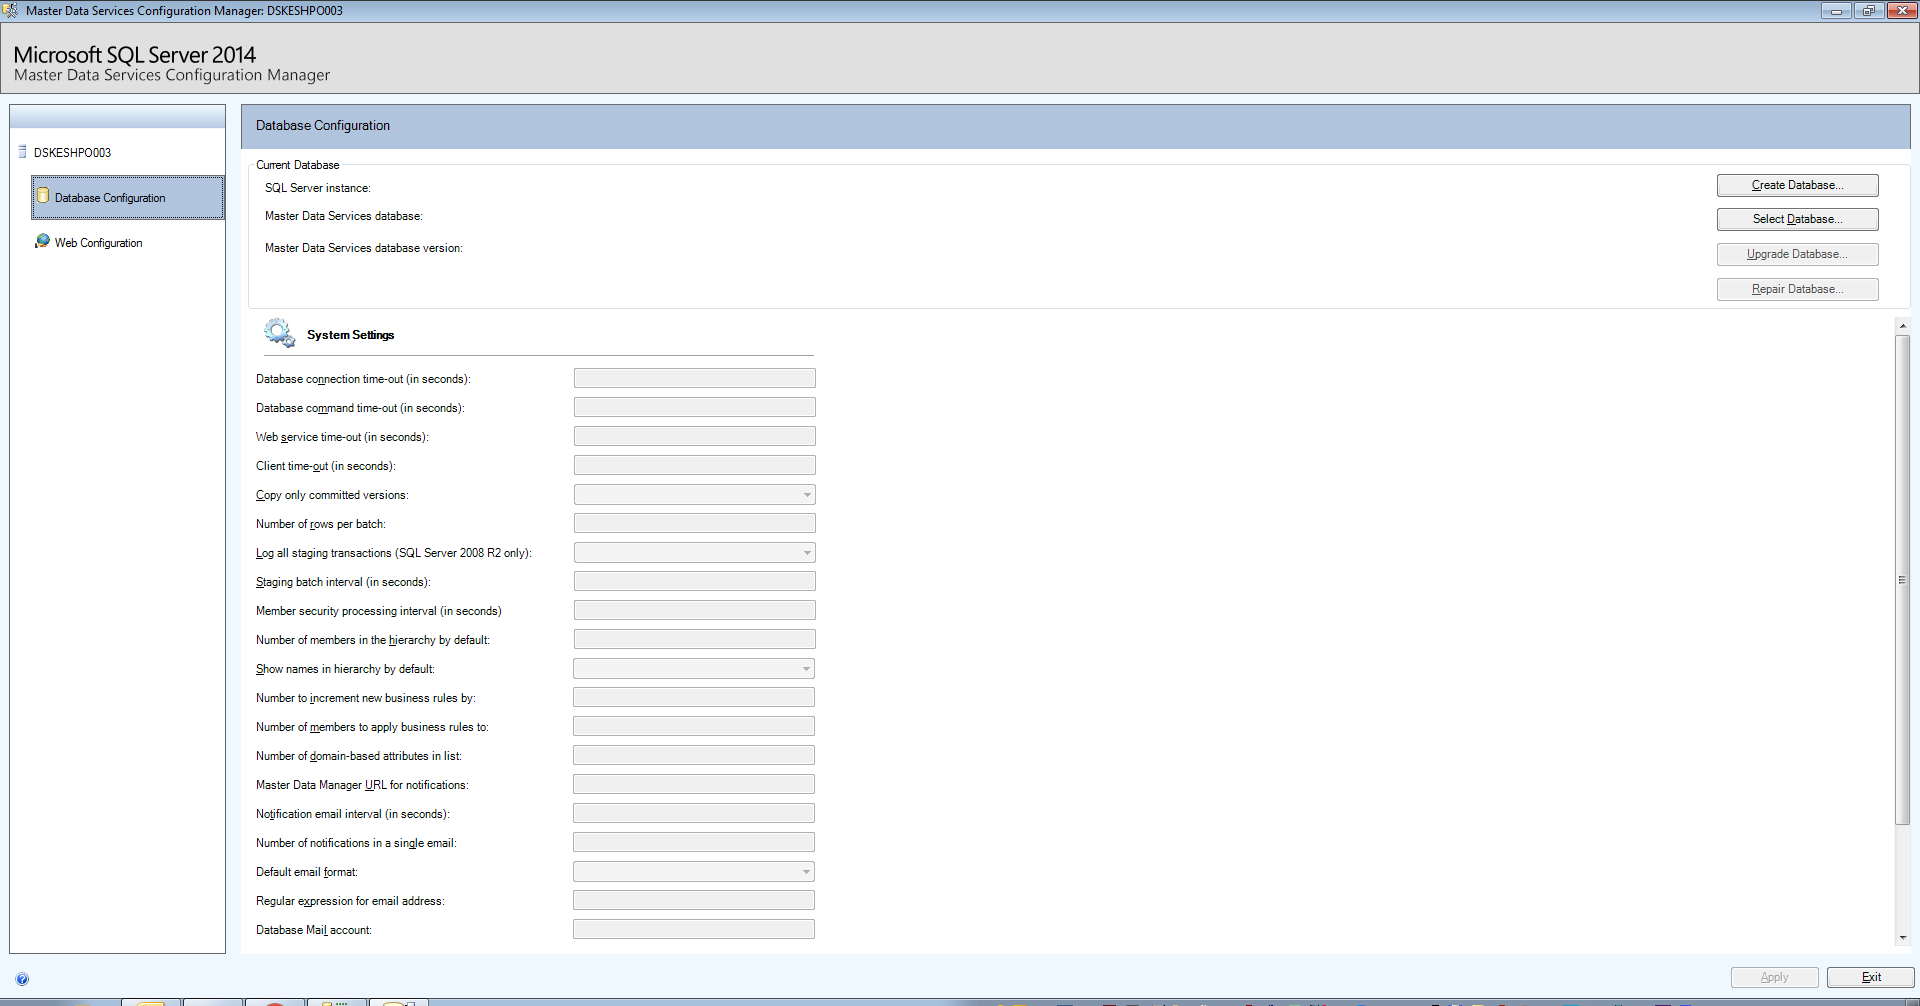 Master Data Services Configuration Manager: DSKESHPO003
Microsoft SQL Server 2014
Master Data Services Configuration Manager
DSKESHPO003
Database Configuration
Web Configuration
Database Configuration
Current Database
SQL Server instance:
Master Data Services database:
Master Data Services database version:
Create Database...
Select Database...
Upgrade Database...
Repair Database...
System Settings
Database connection time-out (in seconds):
Database command time-out (in seconds):
Web service time-out (in seconds):
Client time-out (in seconds):
Copy only committed versions:
Number of rows per batch:
Log all staging transactions (SQL Server 2008 R2 only):
Staging batch interval (in seconds):
Member security processing interval (in seconds)
Number of members in the hierarchy by default:
Show names in hierarchy by default:
Number to increment new business rules by:
Number of members to apply business rules to:
Number of domain-based attributes in list:
Master Data Manager URL for notifications:
Notification email interval (in seconds):
Number of notifications in a single email:
Default email format:
Regular expression for email address:
Database Mail account:
Apply
Exit